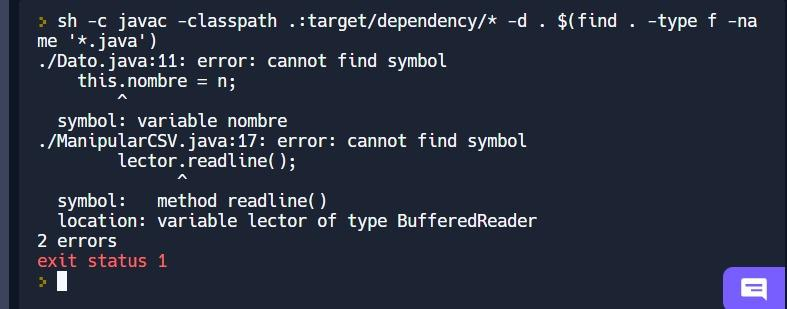 > sh -c javac -classpath .:target/dependency/* -d . $(find . -type f -na
me '*.java')
./Dato.java:11: error: cannot find symbol
    this.nombre = n;
        ^
  symbol: variable nombre
./ManipularCSV.java:17: error: cannot find symbol
        lector.readline();
              ^
  symbol:   method readline()
  location: variable lector of type BufferedReader
2 errors
exit status 1
>